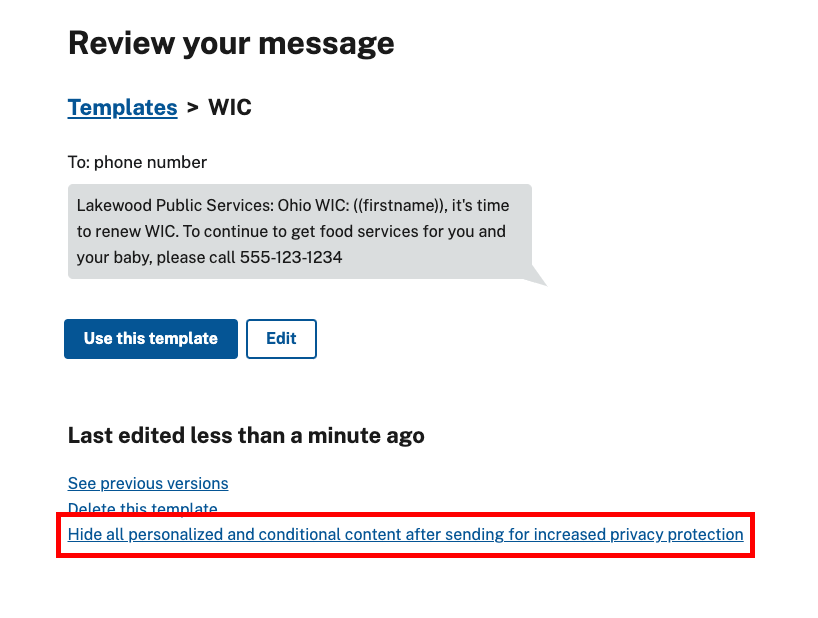 Review your message
Templates > WIC
To: phone number
Lakewood Public Services: Ohio WIC: ((firstname)), it's time
to renew WIC. To continue to get food services for you and
your baby, please call 555-123-1234
Use this template Edit
Last edited less than a minute ago
See previous versions
Delete this template
Hide all personalized and conditional content after sending for increased privacy protection